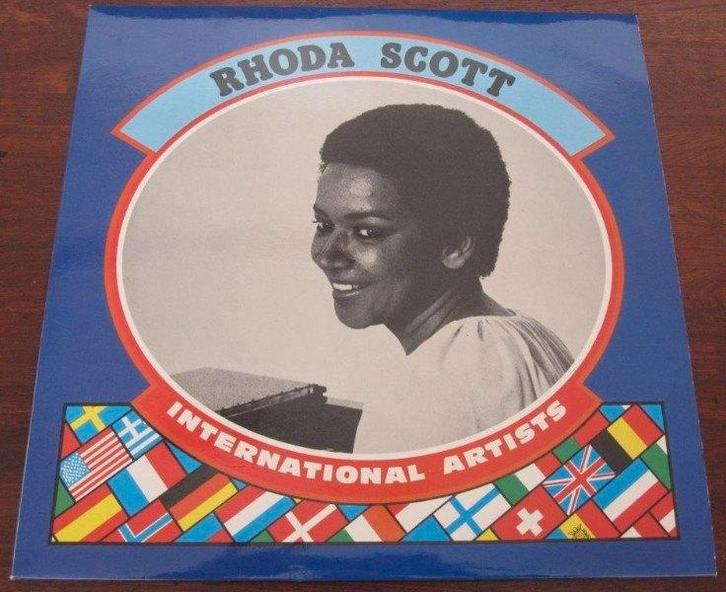 RHODA SCOTT
INTERNATIONAL ARTISTS